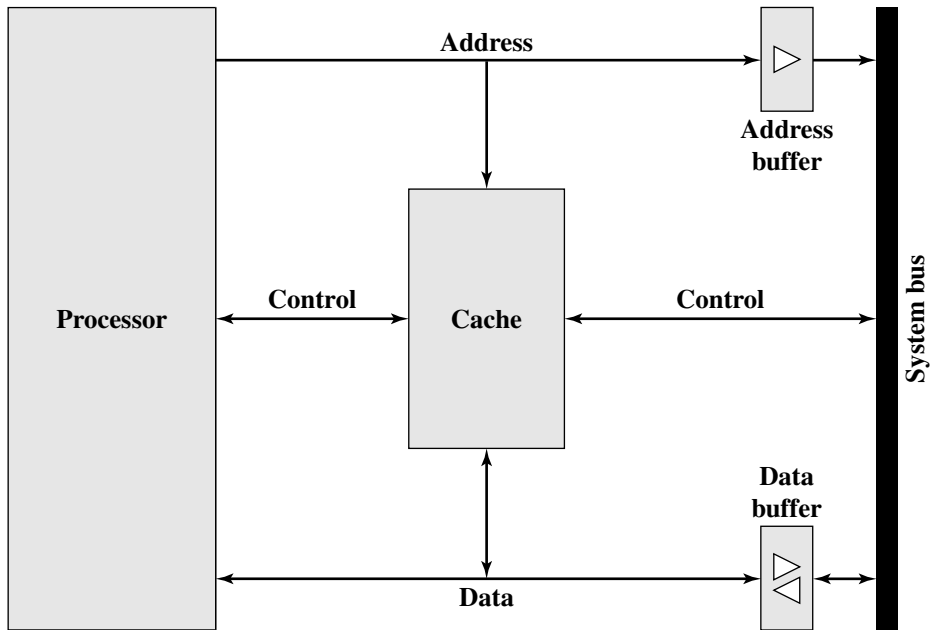 Address
Address
buffer
Processor
Control
Cache
Control
System bus
Data
buffer
Data